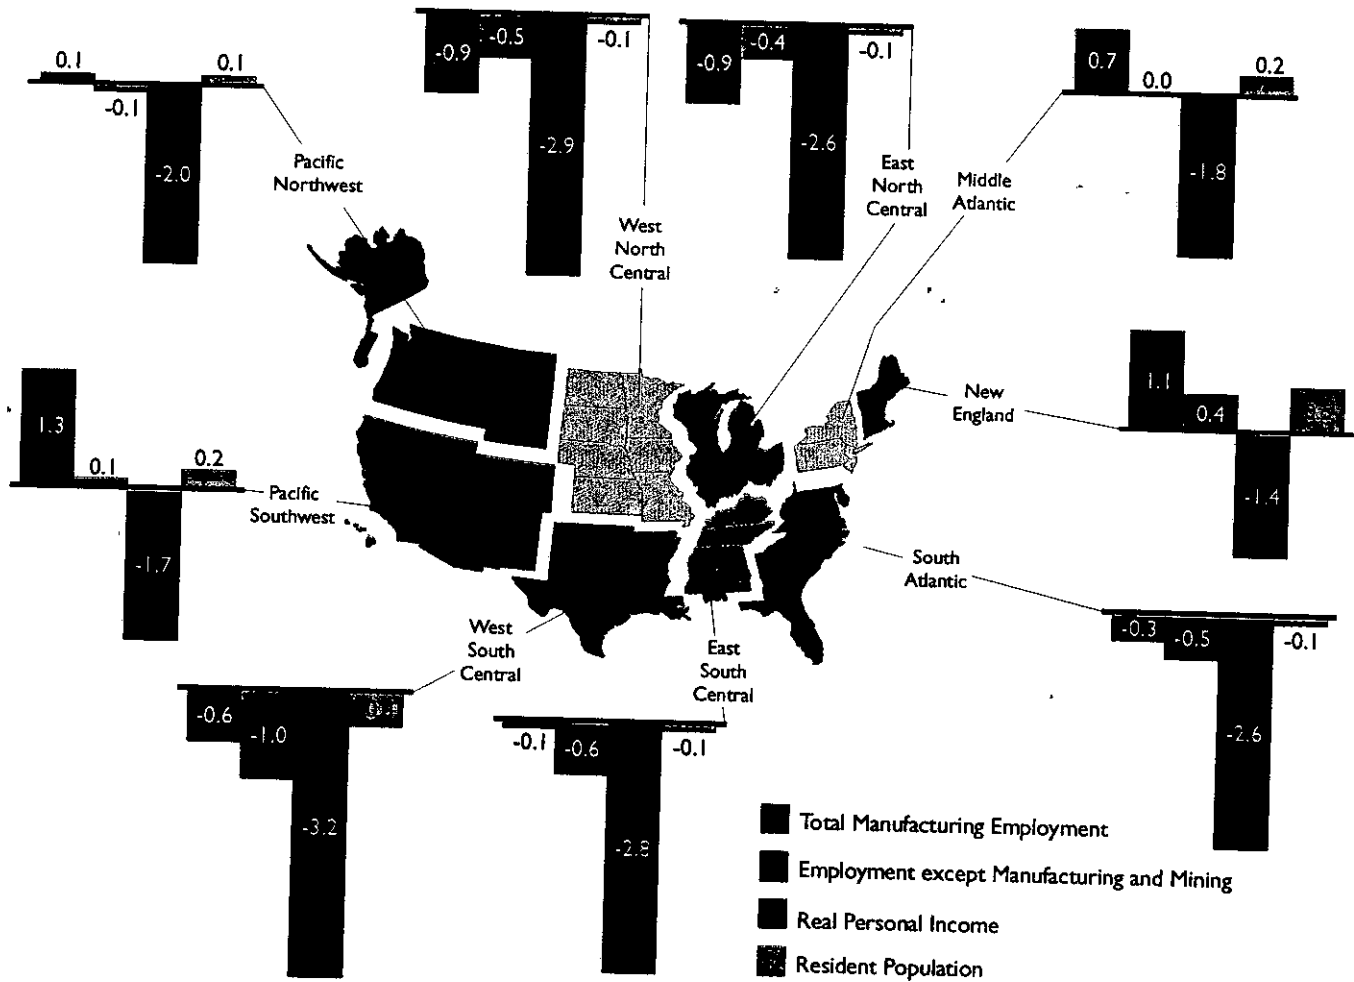 0.1
-0.1
-2.0
0.1
Pacific
Northwest
-0.9
-0.5
-2.9
-0.1
West
North
Central
-0.9
-0.4
-2.6
-0.1
East
North
Central
0.7
0.0
-1.8
0.2
Middle
Atlantic
1.3
0.1
-1.7
0.2
Pacific
Southwest
1.1
0.4
-1.4
New
England
South
Atlantic
-0.3
-0.5
-2.6
-0.1
-0.6
-1.0
-3.2
West
South
Central
-0.1
-0.6
-2.8
-0.1
East
South
Central
Total Manufacturing Employment
Employment except Manufacturing and Mining
Real Personal Income
Resident Population